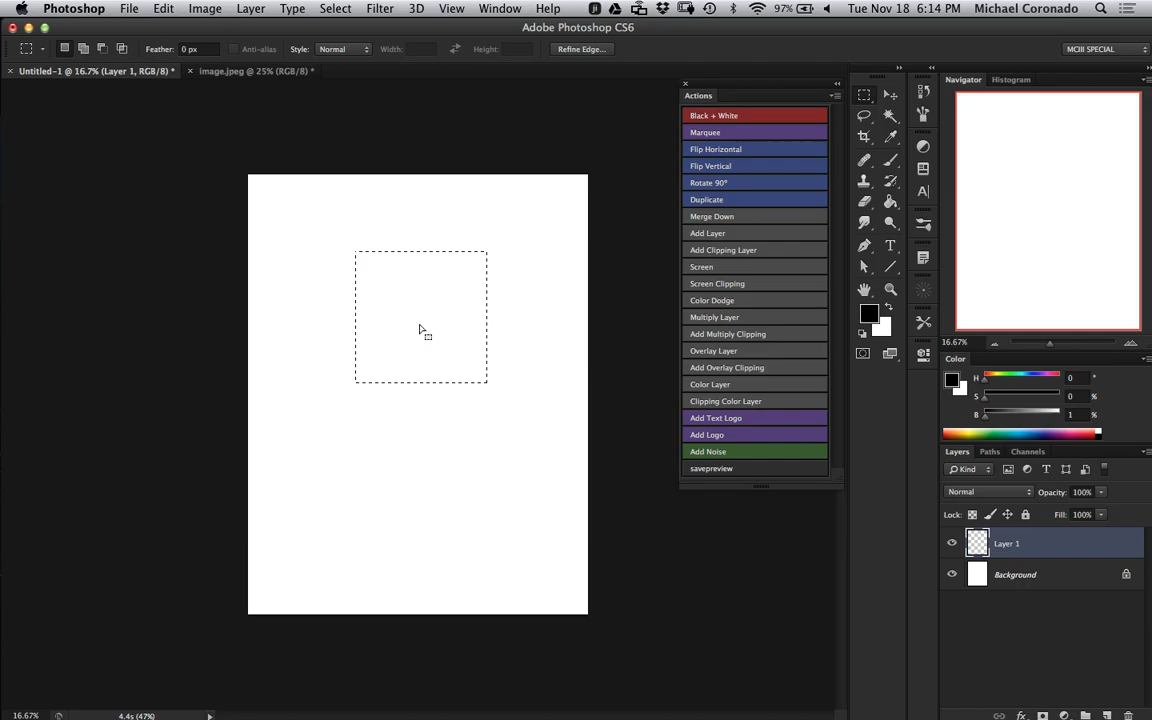 Photoshop File Edit Image Layer Type Select Filter 3D View Window Help 97% Tue Nov 18 6:14 PM Michael Coronado
Adobe Photoshop CS6
Feather: 0 px Anti-alias Style: Normal Width: Height: Refine Edge... MCIII SPECIAL
Untitled-1 @ 16.7% (Layer 1, RGB/8) * image.jpeg @ 25% (RGB/8) *
Navigator Histogram
Actions
Black + White
Marquee
Flip Horizontal
Flip Vertical
Rotate 90°
Duplicate
Merge Down
Add Layer
Add Clipping Layer
Screen
Screen Clipping
Color Dodge
Multiply Layer
Add Multiply Clipping
Overlay Layer
Add Overlay Clipping
Color Layer
Clipping Color Layer
Add Text Logo
Add Logo
Add Noise
savepreview
16.67%
Color
H 0 °
S 0 %
B 1 %
Layers Paths Channels
Kind
Normal Opacity: 100%
Lock: Fill: 100%
Layer 1
Background
16.67% 4.4s (47%)